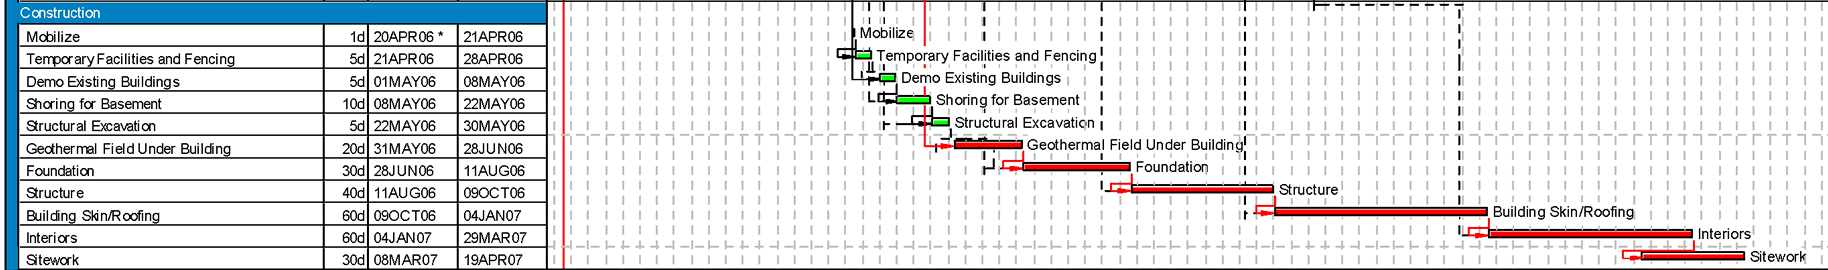 Construction
Mobilize 1d 20APR06 * 21APR06 Mobilize
Temporary Facilities and Fencing 5d 21APR06 28APR06 Temporary Facilities and Fencing
Demo Existing Buildings 5d 01MAY06 08MAY06 Demo Existing Buildings
Shoring for Basement 10d 08MAY06 22MAY06 Shoring for Basement
Structural Excavation 5d 22MAY06 30MAY06 Structural Excavation
Geothermal Field Under Building 20d 31MAY06 28JUN06 Geothermal Field Under Building
Foundation 30d 28JUN06 11AUG06 Foundation
Structure 40d 11AUG06 09OCT06 Structure
Building Skin/Roofing 60d 09OCT06 04JAN07 Building Skin/Roofing
Interiors 60d 04JAN07 29MAR07 Interiors
Sitework 30d 08MAR07 19APR07 Sitework